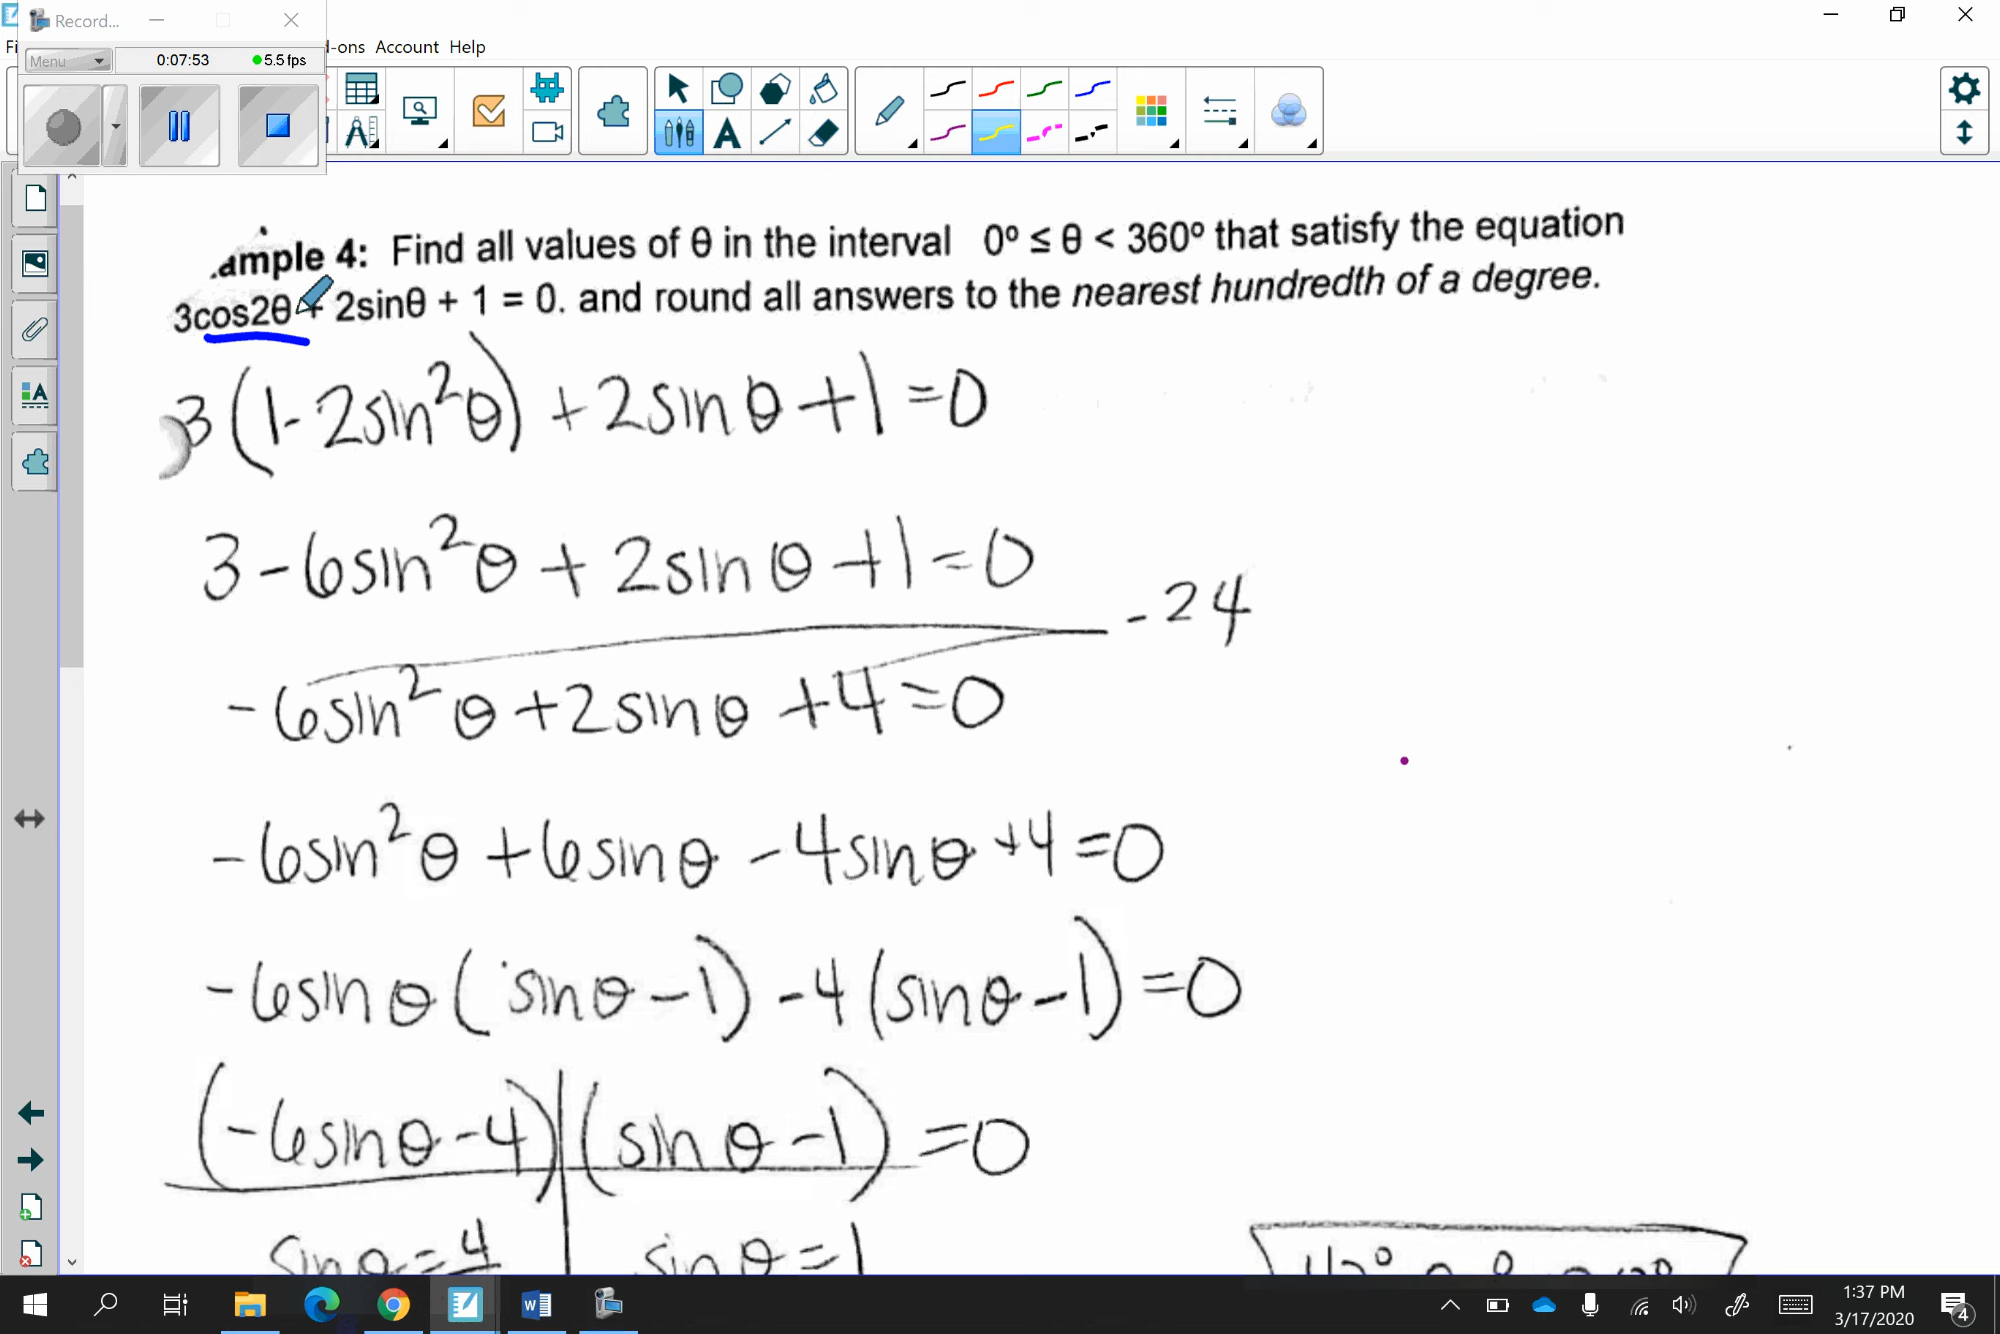 Record...
Menu
0:07:53
5.5 fps
d-ons Account Help
ample 4: Find all values of θ in the interval 0º ≤ θ < 360º that satisfy the equation
3cos2θ + 2sinθ + 1 = 0. and round all answers to the nearest hundredth of a degree.
3(1-2sin²θ) + 2sinθ + 1 = 0
3 - 6sin²θ + 2sinθ + 1 = 0
-24
-6sin²θ + 2sinθ + 4 = 0
-6sin²θ + 6sinθ - 4sinθ + 4 = 0
-6sinθ(sinθ - 1) - 4(sinθ - 1) = 0
(-6sinθ - 4)|(sinθ - 1) = 0
sinθ = 4
sinθ = 1
1:37 PM
3/17/2020
4